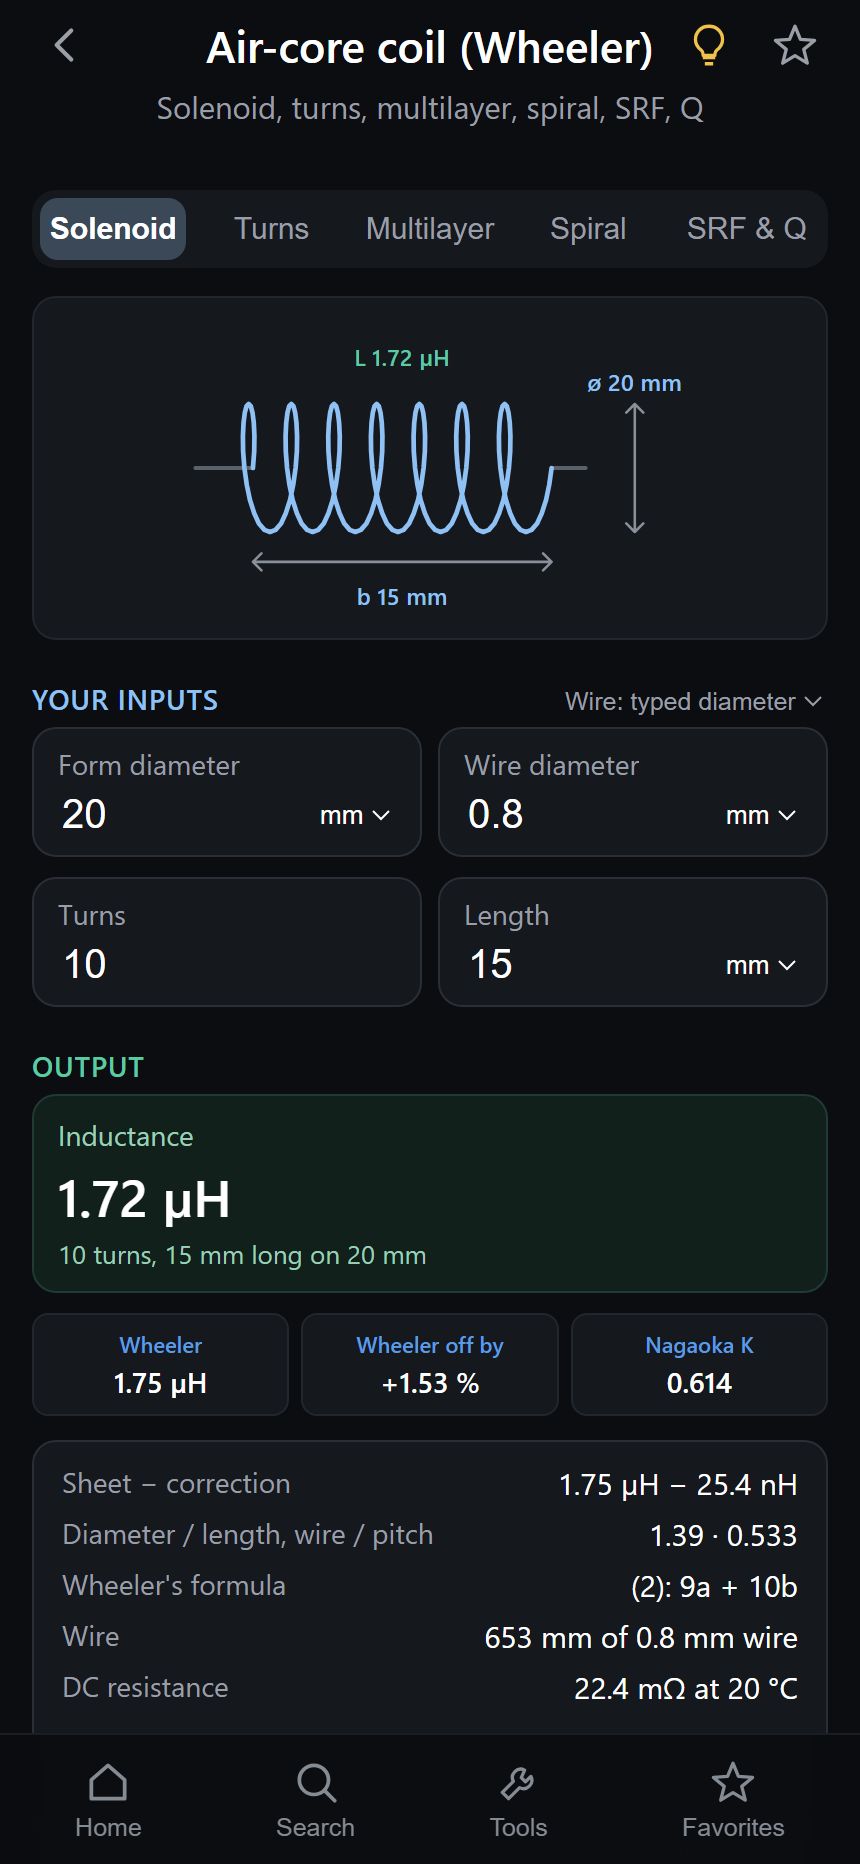 Air-core coil (Wheeler)
Solenoid, turns, multilayer, spiral, SRF, Q
Solenoid Turns Multilayer Spiral SRF & Q
L 1.72 µH
ø 20 mm
b 15 mm
YOUR INPUTS
Wire: typed diameter
Form diameter
20 mm
Wire diameter
0.8 mm
Turns
10
Length
15 mm
OUTPUT
Inductance
1.72 µH
10 turns, 15 mm long on 20 mm
Wheeler
1.75 µH
Wheeler off by
+1.53 %
Nagaoka K
0.614
Sheet − correction 1.75 µH − 25.4 nH
Diameter / length, wire / pitch 1.39 · 0.533
Wheeler's formula (2): 9a + 10b
Wire 653 mm of 0.8 mm wire
DC resistance 22.4 mΩ at 20 °C
Home Search Tools Favorites